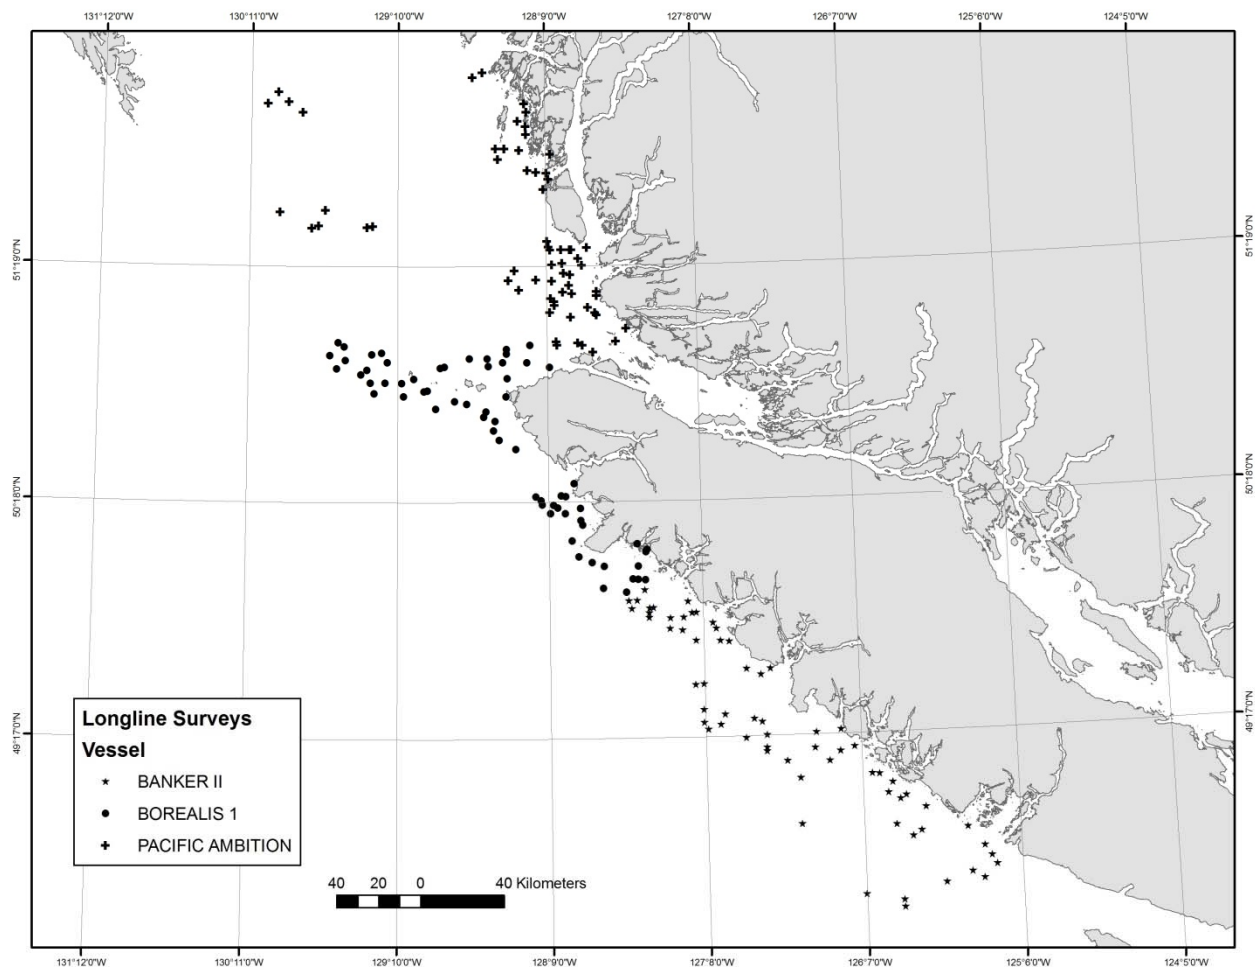 131°12'0"W 130°11'0"W 129°10'0"W 128°9'0"W 127°8'0"W 126°7'0"W 125°6'0"W 124°5'0"W
51°19'0"N 51°19'0"N
50°18'0"N 50°18'0"N
49°17'0"N 49°17'0"N
Longline Surveys
Vessel
BANKER II
BOREALIS 1
PACIFIC AMBITION
40 20 0 40 Kilometers
131°12'0"W 130°11'0"W 129°10'0"W 128°9'0"W 127°8'0"W 126°7'0"W 125°6'0"W 124°5'0"W